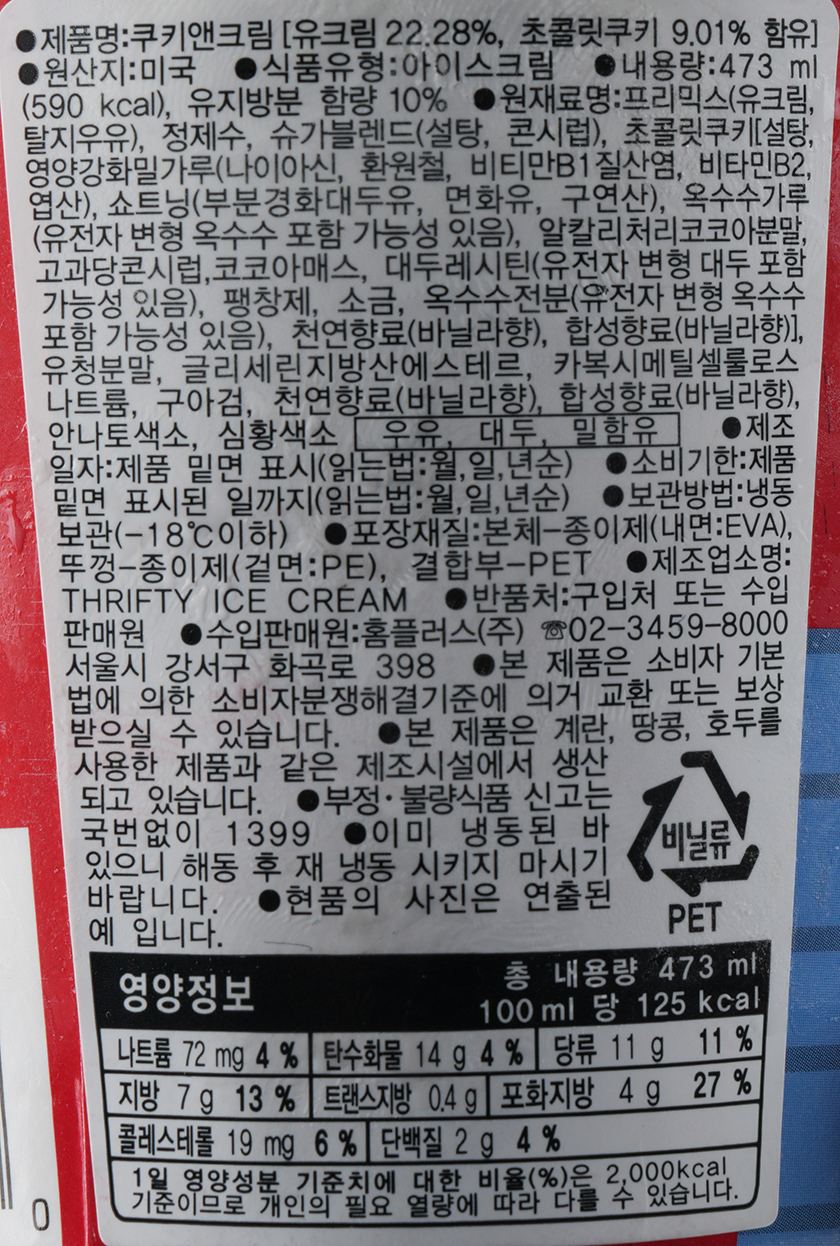 ●제품명:쿠키앤크림 [유크림 22.28%, 초콜릿쿠키 9.01% 함유]
●원산지:미국 ●식품유형:아이스크림 ●내용량:473 ml
(590 kcal), 유지방분 함량 10% ●원재료명:프리믹스(유크림,
탈지우유), 정제수, 슈가블렌드(설탕, 콘시럽), 초콜릿쿠키[설탕,
영양강화밀가루(나이아신, 환원철, 비티만B1질산염, 비타민B2,
엽산), 쇼트닝(부분경화대두유, 면화유, 구연산), 옥수수가루
(유전자 변형 옥수수 포함 가능성 있음), 알칼리처리코코아분말,
고과당콘시럽,코코아매스, 대두레시틴(유전자 변형 대두 포함
가능성 있음), 팽창제, 소금, 옥수수전분(유전자 변형 옥수수
포함 가능성 있음), 천연향료(바닐라향), 합성향료(바닐라향)],
유청분말, 글리세린지방산에스테르, 카복시메틸셀룰로스
나트륨, 구아검, 천연향료(바닐라향), 합성향료(바닐라향),
안나토색소, 심황색소 우유, 대두, 밀함유 ●제조
일자:제품 밑면 표시(읽는법:월,일,년순) ●소비기한:제품
밑면 표시된 일까지(읽는법:월,일,년순) ●보관방법:냉동
보관(-18℃이하) ●포장재질:본체-종이제(내면:EVA),
뚜껑-종이제(겉면:PE), 결합부-PET ●제조업소명:
THRIFTY ICE CREAM ●반품처:구입처 또는 수입
판매원 ●수입판매원:홈플러스(주) ☏02-3459-8000
서울시 강서구 화곡로 398 ●본 제품은 소비자 기본
법에 의한 소비자분쟁해결기준에 의거 교환 또는 보상
받으실 수 있습니다. ●본 제품은 계란, 땅콩, 호두를
사용한 제품과 같은 제조시설에서 생산
되고 있습니다. ●부정·불량식품 신고는
국번없이 1399 ●이미 냉동된 바
있으니 해동 후 재 냉동 시키지 마시기
바랍니다. ●현품의 사진은 연출된
예 입니다.
비닐류
PET
영양정보 총 내용량 473 ml
100 ml 당 125 kcal
나트륨 72 mg 4 % 탄수화물 14 g 4 % 당류 11 g 11 %
지방 7 g 13 % 트랜스지방 0.4 g 포화지방 4 g 27 %
콜레스테롤 19 mg 6 % 단백질 2 g 4 %
1일 영양성분 기준치에 대한 비율(%)은 2,000kcal
기준이므로 개인의 필요 열량에 따라 다를 수 있습니다.
0